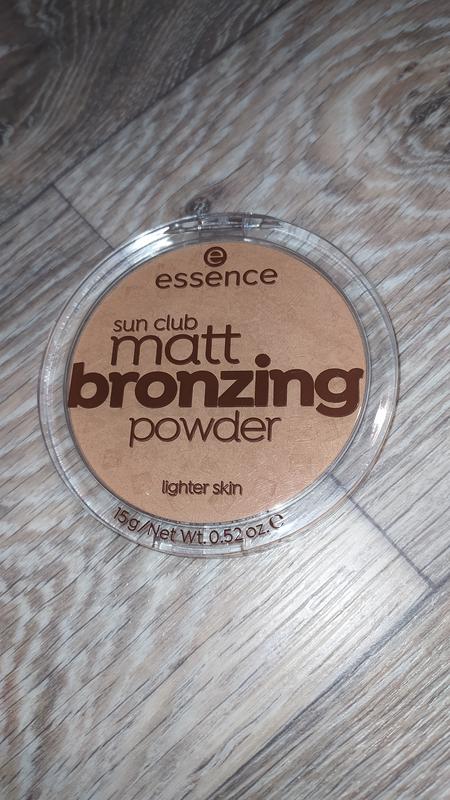 e
essence
sun club
matt
bronzing
powder
lighter skin
15g/Net Wt. 0.52 oz. ℮